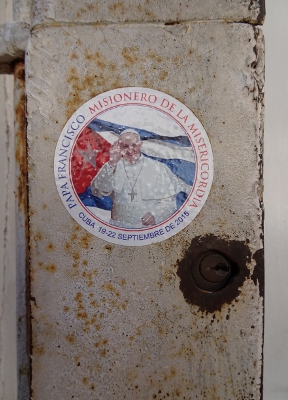 PAPA FRANCISCO MISIONERO DE LA MISERICORDIA
CUBA 19-22 SEPTIEMBRE DE 2015